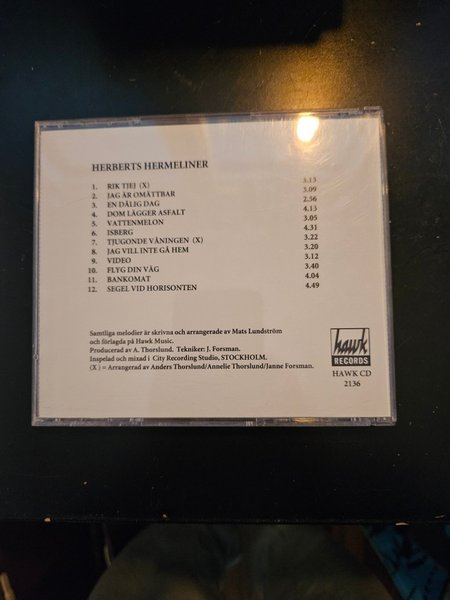 HERBERTS HERMELINER
1. RIK TJEJ (X) 3.13
2. JAG ÄR OMÄTTBAR 3.09
3. EN DÅLIG DAG 2.56
4. DOM LÄGGER ASFALT 4.13
5. VATTENMELON 3.05
6. ISBERG 4.31
7. TJUGONDE VÅNINGEN (X) 3.22
8. JAG VILL INTE GÅ HEM 3.20
9. VIDEO 3.12
10. FLYG DIN VÄG 3.40
11. BANKOMAT 4.04
12. SEGEL VID HORISONTEN 4.49
Samtliga melodier är skrivna och arrangerade av Mats Lundström
och förlagda på Hawk Music.
Producerad av A. Thorslund. Tekniker: J. Forsman.
Inspelad och mixad i City Recording Studio, STOCKHOLM.
(X) = Arrangerad av Anders Thorslund/Annelie Thorslund/Janne Forsman.
hawk
RECORDS
HAWK CD
2136